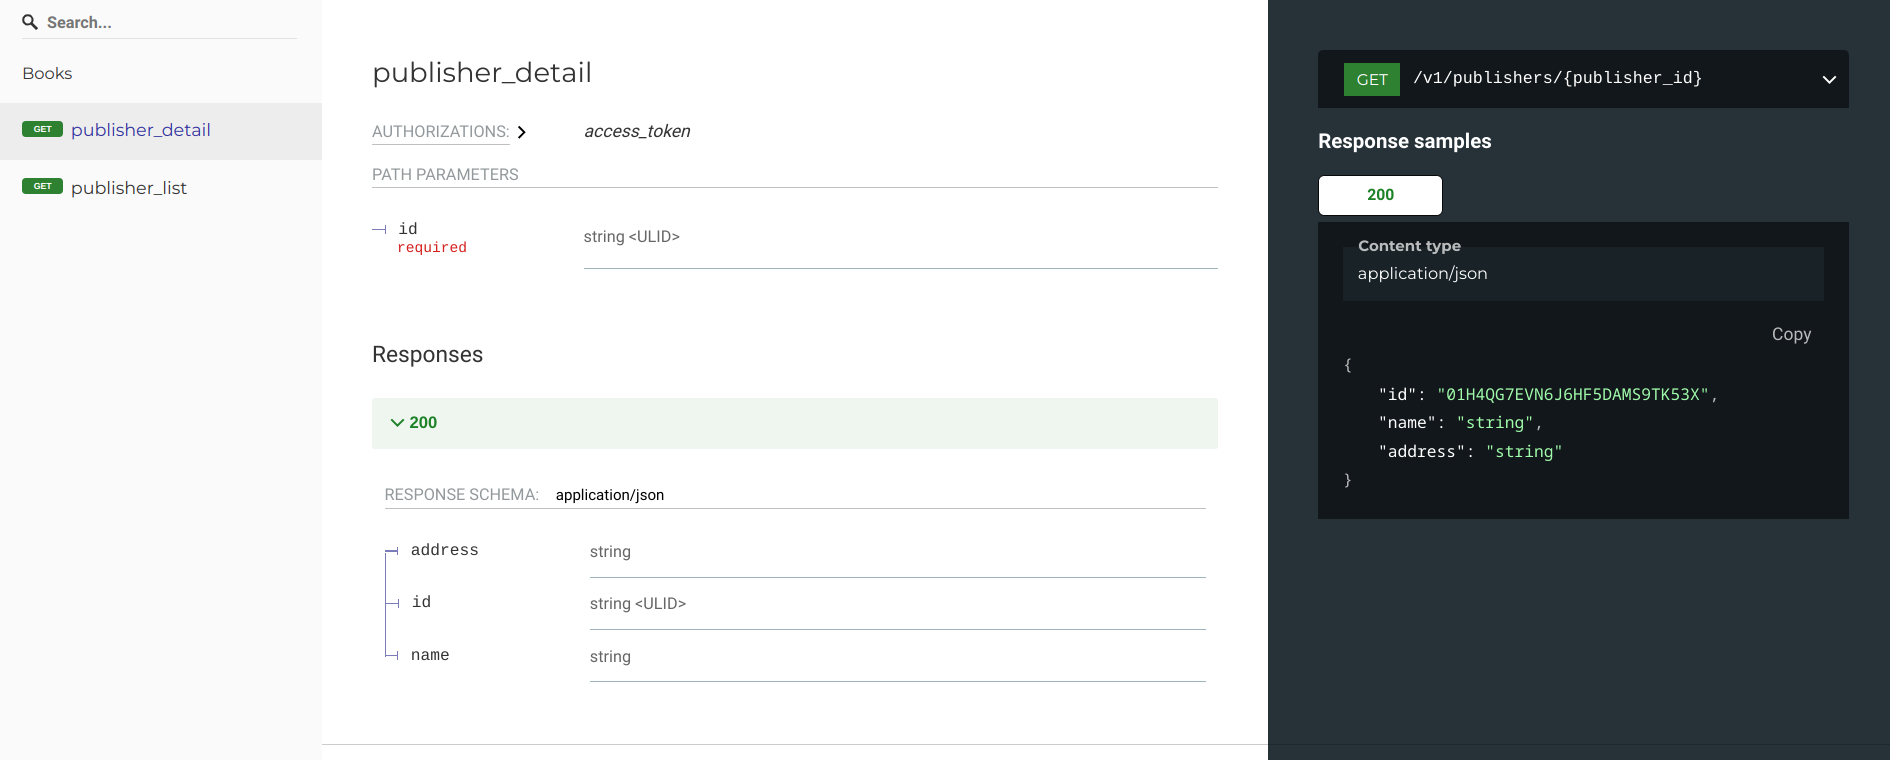 Search...
Books
GET publisher_detail
GET publisher_list
publisher_detail
AUTHORIZATIONS: access_token
PATH PARAMETERS
id
required
string <ULID>
Responses
200
RESPONSE SCHEMA: application/json
address string
id string <ULID>
name string
GET /v1/publishers/{publisher_id}
Response samples
200
Content type
application/json
Copy
{
"id": "01H4QG7EVN6J6HF5DAMS9TK53X",
"name": "string",
"address": "string"
}